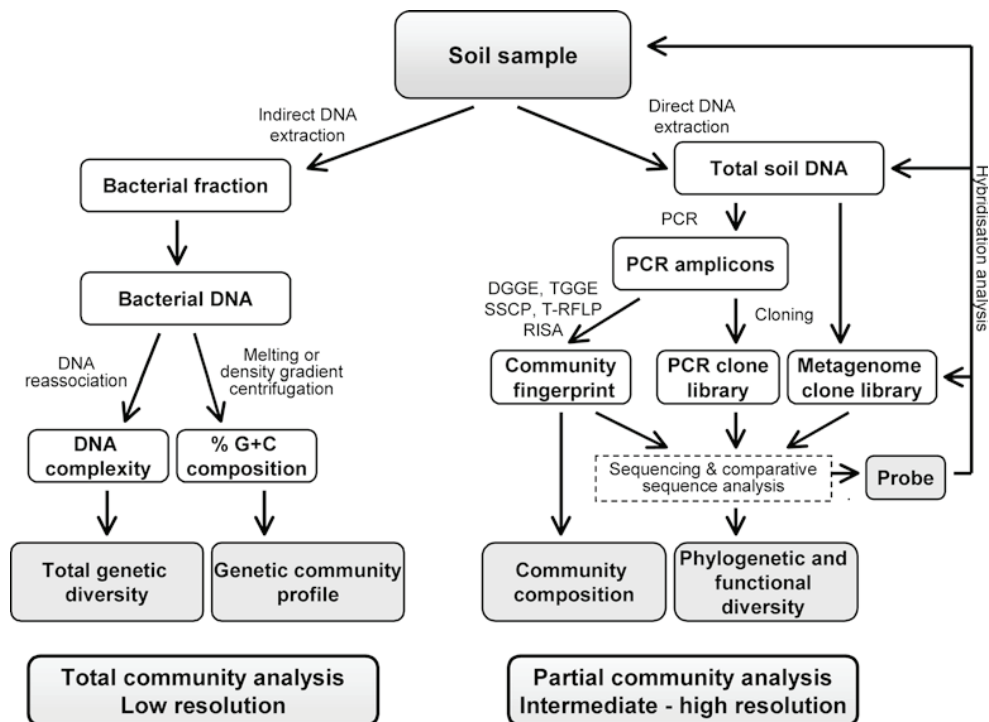 Soil sample
Indirect DNA
extraction
Direct DNA
extraction
Bacterial fraction
Total soil DNA
PCR
Hybridisation analysis
Bacterial DNA
PCR amplicons
DGGE, TGGE
SSCP, T-RFLP
RISA
Cloning
DNA
reassociation
Melting or
density gradient
centrifugation
Community
fingerprint
PCR clone
library
Metagenome
clone library
DNA
complexity
% G+C
composition
Sequencing & comparative
sequence analysis
Probe
Total genetic
diversity
Genetic community
profile
Community
composition
Phylogenetic and
functional
diversity
Total community analysis
Low resolution
Partial community analysis
Intermediate - high resolution